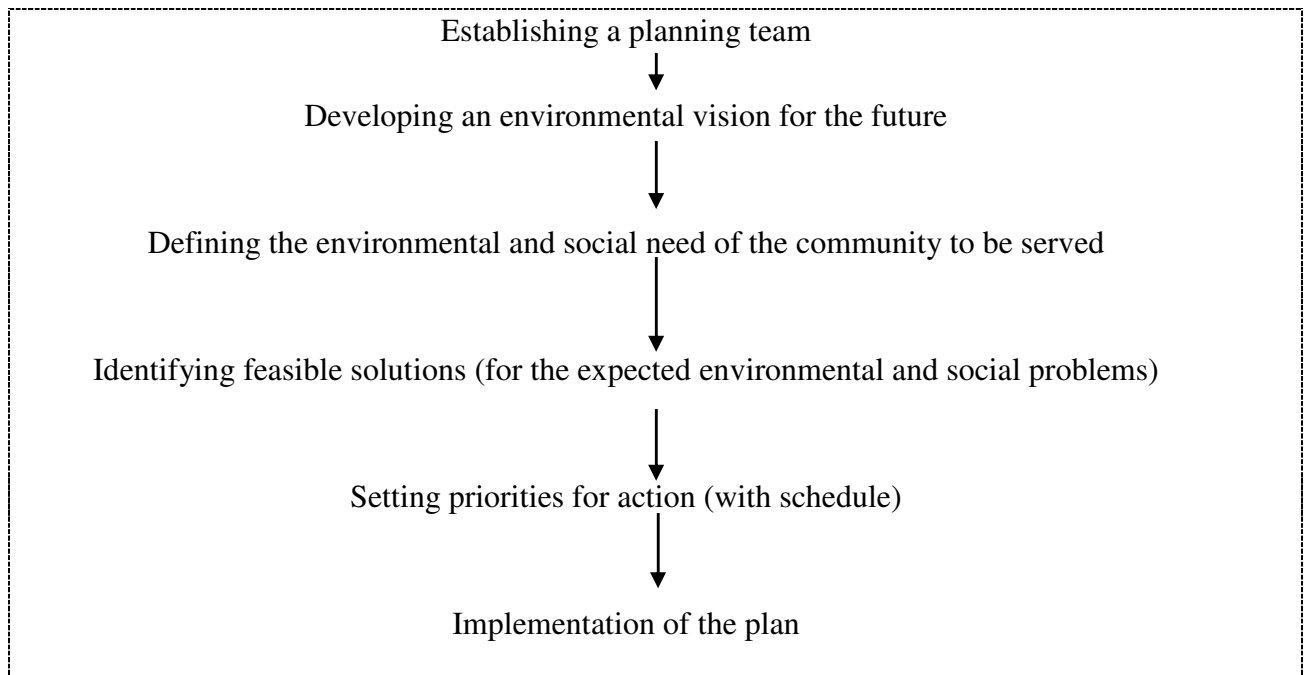 Establishing a planning team
Developing an environmental vision for the future
Defining the environmental and social need of the community to be served
Identifying feasible solutions (for the expected environmental and social problems)
Setting priorities for action (with schedule)
Implementation of the plan